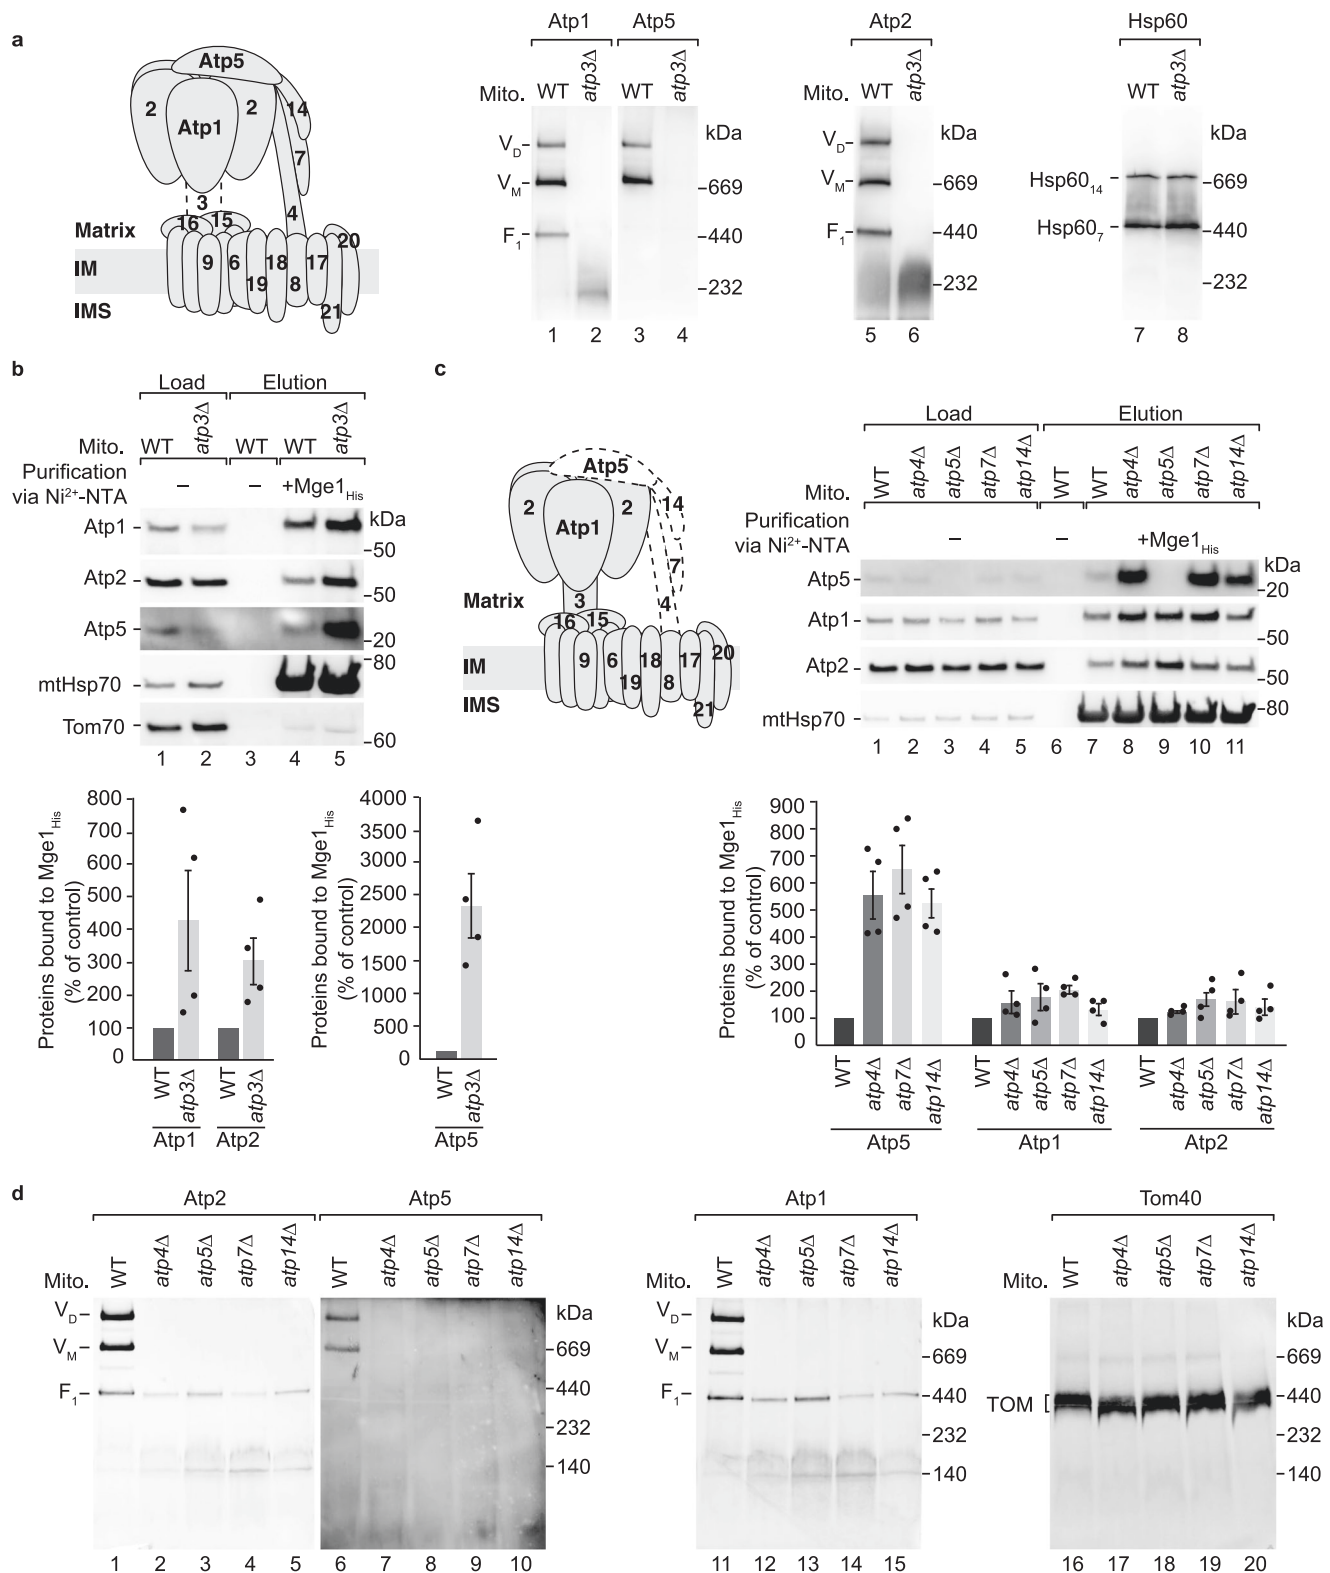 a
Atp5
2
Atp1
2
14
7
3
4
16
15
Matrix
IM
IMS
9
6
18
19
8
17
20
21
Atp1 Atp5
Mito. WT atp3Δ WT atp3Δ
V_D
V_M
F_1
kDa
669
440
232
1 2 3 4
Atp2
Mito. WT atp3Δ
V_D
V_M
F_1
kDa
669
440
232
5 6
Hsp60
WT atp3Δ
Hsp60_14
Hsp60_7
kDa
669
440
232
7 8
b
Load Elution
Mito. WT atp3Δ WT WT atp3Δ
Purification
via Ni²⁺-NTA – – +Mge1_His
kDa
Atp1
50
Atp2
50
Atp5
20
80
mtHsp70
Tom70
60
1 2 3 4 5
Proteins bound to Mge1_His
(% of control)
800
700
600
500
400
300
200
100
0
WT atp3Δ WT atp3Δ
Atp1 Atp2
Proteins bound to Mge1_His
(% of control)
4000
3500
3000
2500
2000
1500
1000
500
0
WT atp3Δ
Atp5
c
Atp5
2
Atp1
2
14
7
3
4
16
15
Matrix
IM
IMS
9
6
18
19
8
17
20
21
Load Elution
Mito. WT atp4Δ atp5Δ atp7Δ atp14Δ WT WT atp4Δ atp5Δ atp7Δ atp14Δ
Purification
via Ni²⁺-NTA – – +Mge1_His
kDa
Atp5
20
Atp1
50
Atp2
50
80
mtHsp70
1 2 3 4 5 6 7 8 9 10 11
Proteins bound to Mge1_His
(% of control)
900
800
700
600
500
400
300
200
100
0
WT atp4Δ atp7Δ atp14Δ WT atp4Δ atp5Δ atp7Δ atp14Δ WT atp4Δ atp5Δ atp7Δ atp14Δ
Atp5 Atp1 Atp2
d
Atp2 Atp5
Mito. WT atp4Δ atp5Δ atp7Δ atp14Δ WT atp4Δ atp5Δ atp7Δ atp14Δ
V_D
V_M
F_1
kDa
669
440
232
140
1 2 3 4 5 6 7 8 9 10
Atp1
Mito. WT atp4Δ atp5Δ atp7Δ atp14Δ
V_D
V_M
F_1
kDa
669
440
232
140
11 12 13 14 15
Tom40
Mito. WT atp4Δ atp5Δ atp7Δ atp14Δ
TOM
kDa
669
440
232
140
16 17 18 19 20